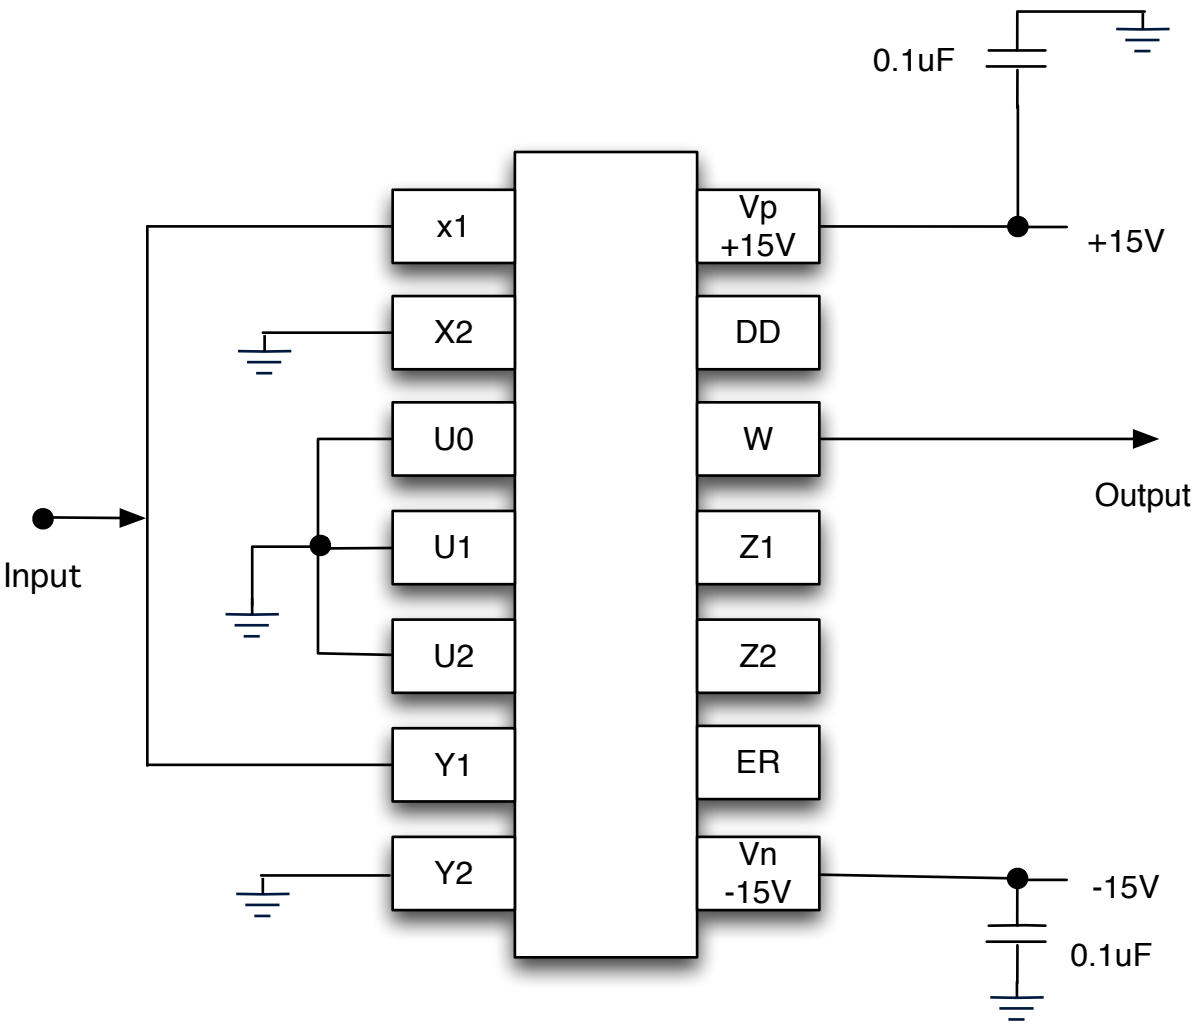 0.1uF
x1
Vp
+15V
+15V
X2
DD
U0
W
Output
Input
U1
Z1
U2
Z2
Y1
ER
Y2
Vn
-15V
-15V
0.1uF